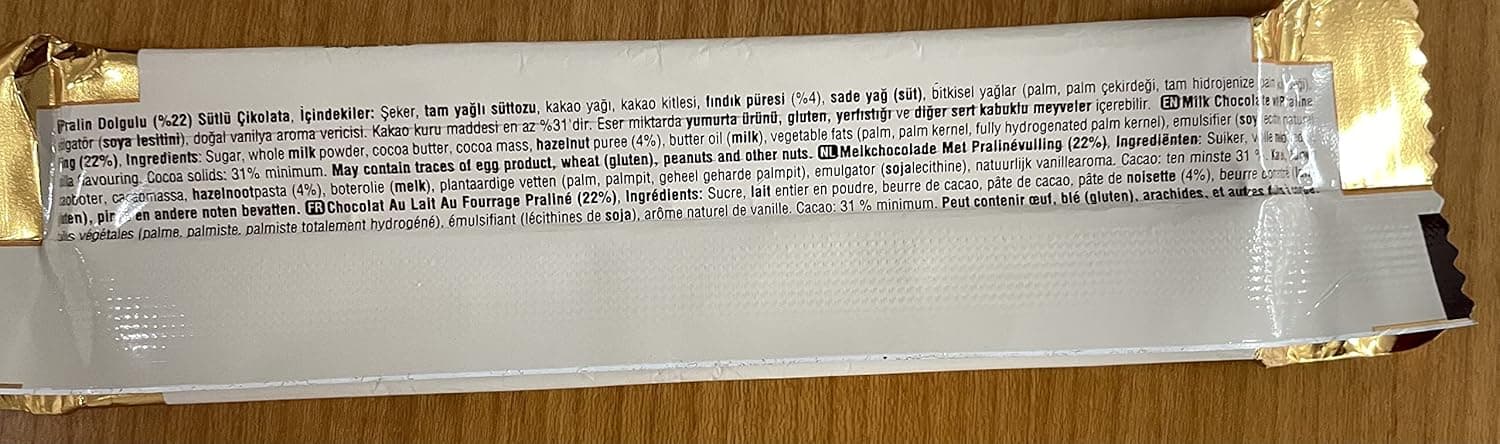 Pralin Dolgulu (%22) Sütlü Çikolata, İçindekiler: Şeker, tam yağlı süttozu, kakao yağı, kakao kitlesi, fındık püresi (%4), sade yağ (süt), bitkisel yağlar (palm, palm çekirdeği, tam hidrojenize
(soya lesitini), doğal vanilya aroma vericisi. Kakao kuru maddesi en az %31'dir. Eser miktarda yumurta ürünü, gluten, yerfıstığı ve diğer sert kabuklu meyveler içerebilir. EN Milk Chocolate
(22%), Ingredients: Sugar, whole milk powder, cocoa butter, cocoa mass, hazelnut puree (4%), butter oil (milk), vegetable fats (palm, palm kernel, fully hydrogenated palm kernel), emulsifier (soy
flavouring. Cocoa solids: 31% minimum. May contain traces of egg product, wheat (gluten), peanuts and other nuts. NL Melkchocolade Met Pralinévulling (22%), Ingrediënten: Suiker,
cacaomassa, hazelnootpasta (4%), boterolie (melk), plantaardige vetten (palm, palmpit, geheel geharde palmpit), emulgator (sojalecithine), natuurlijk vanillearoma. Cacao: ten minste 31
en andere noten bevatten. FR Chocolat Au Lait Au Fourrage Praliné (22%), Ingrédients: Sucre, lait entier en poudre, beurre de cacao, pâte de cacao, pâte de noisette (4%), beurre
végétales (palme, palmiste, palmiste totalement hydrogéné), émulsifiant (lécithines de soja), arôme naturel de vanille. Cacao: 31 % minimum. Peut contenir œuf, blé (gluten), arachides, et autres